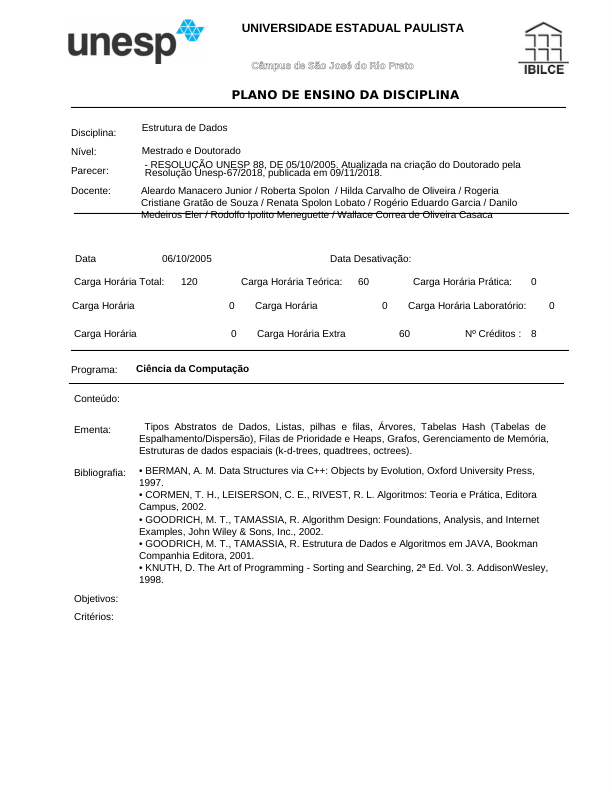 unesp
UNIVERSIDADE ESTADUAL PAULISTA
Câmpus de São José do Rio Preto
IBILCE
PLANO DE ENSINO DA DISCIPLINA
Disciplina: Estrutura de Dados
Nível: Mestrado e Doutorado
Parecer: - RESOLUÇÃO UNESP 88, DE 05/10/2005. Atualizada na criação do Doutorado pela
Resolução Unesp-67/2018, publicada em 09/11/2018.
Docente: Aleardo Manacero Junior / Roberta Spolon / Hilda Carvalho de Oliveira / Rogeria
Cristiane Gratão de Souza / Renata Spolon Lobato / Rogério Eduardo Garcia / Danilo
Medeiros Eler / Rodolfo Ipolito Meneguette / Wallace Correa de Oliveira Casaca
Data 06/10/2005 Data Desativação:
Carga Horária Total: 120 Carga Horária Teórica: 60 Carga Horária Prática: 0
Carga Horária 0 Carga Horária 0 Carga Horária Laboratório: 0
Carga Horária 0 Carga Horária Extra 60 Nº Créditos : 8
Programa: Ciência da Computação
Conteúdo:
Ementa: Tipos Abstratos de Dados, Listas, pilhas e filas, Árvores, Tabelas Hash (Tabelas de
Espalhamento/Dispersão), Filas de Prioridade e Heaps, Grafos, Gerenciamento de Memória,
Estruturas de dados espaciais (k-d-trees, quadtrees, octrees).
Bibliografia: • BERMAN, A. M. Data Structures via C++: Objects by Evolution, Oxford University Press,
1997.
• CORMEN, T. H., LEISERSON, C. E., RIVEST, R. L. Algoritmos: Teoria e Prática, Editora
Campus, 2002.
• GOODRICH, M. T., TAMASSIA, R. Algorithm Design: Foundations, Analysis, and Internet
Examples, John Wiley & Sons, Inc., 2002.
• GOODRICH, M. T., TAMASSIA, R. Estrutura de Dados e Algoritmos em JAVA, Bookman
Companhia Editora, 2001.
• KNUTH, D. The Art of Programming - Sorting and Searching, 2ª Ed. Vol. 3. AddisonWesley,
1998.
Objetivos:
Critérios: